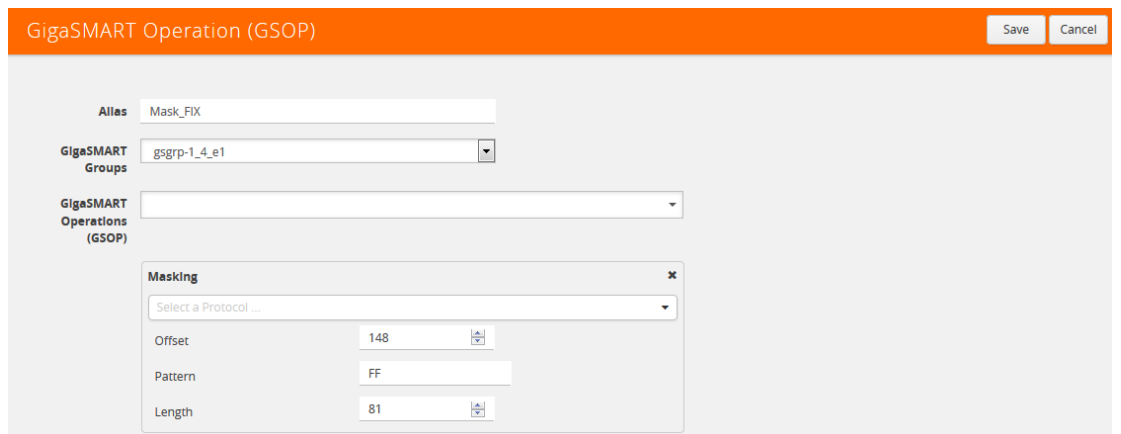 GigaSMART Operation (GSOP)
Save
Cancel
Alias
Mask_FIX
GigaSMART
Groups
gsgrp-1_4_e1
GigaSMART
Operations
(GSOP)
Masking
Select a Protocol ...
Offset
148
Pattern
FF
Length
81